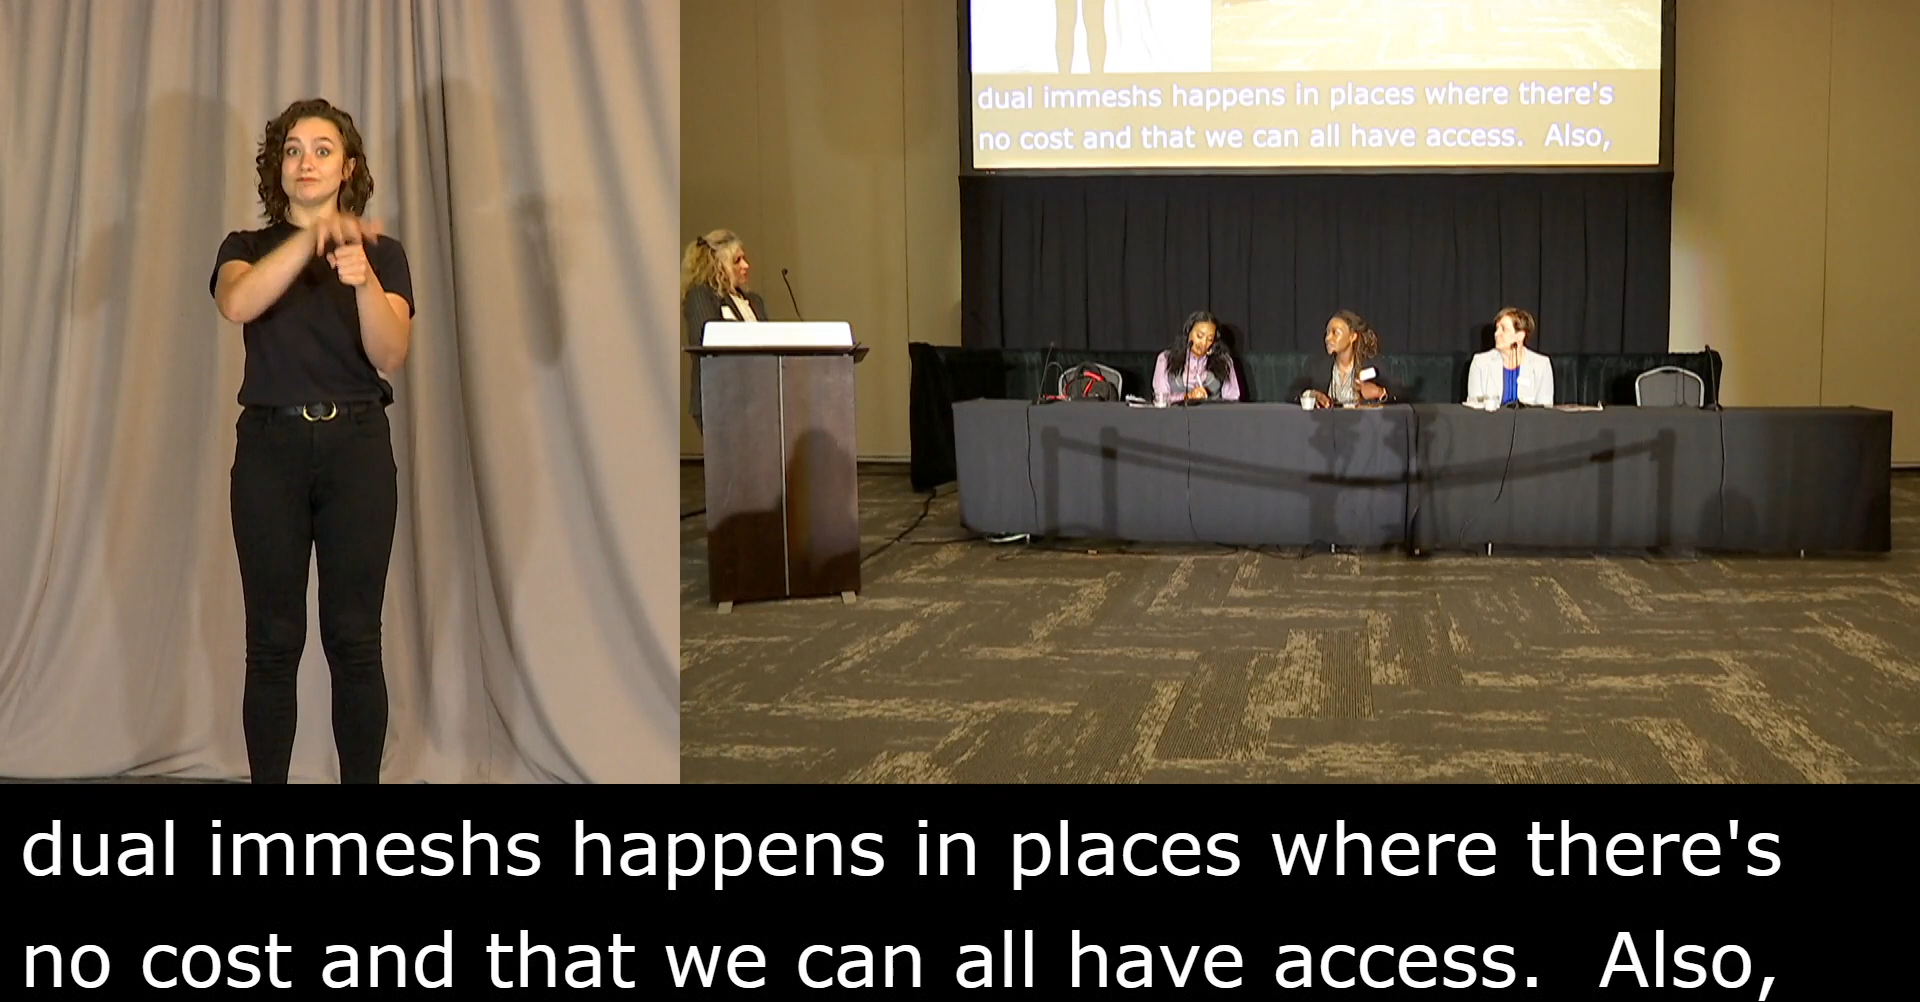 dual immeshs happens in places where there's
no cost and that we can all have access.  Also,
dual immeshs happens in places where there's
no cost and that we can all have access.  Also,